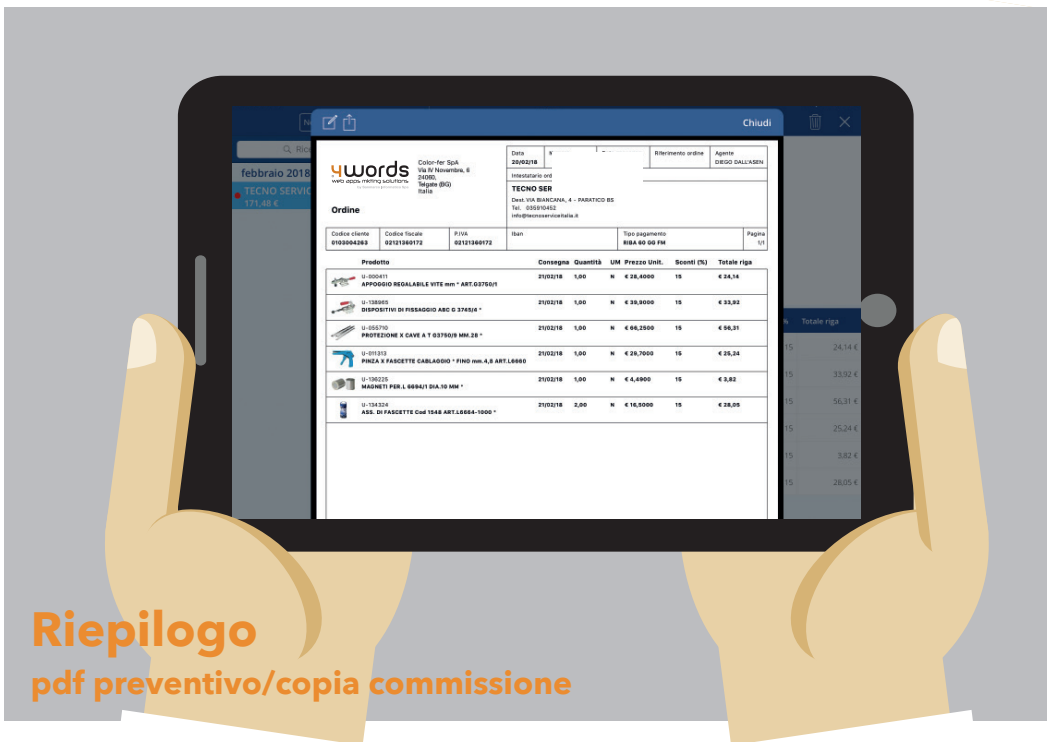 Chiudi
Rico
febbraio 2018
TECNO SERVIC
171,48 €
4words
web apps mkting solutions
Color-fer SpA
Via IV Novembre, 6
24060,
Telgate (BG)
Italia
Ordine
Data
20/02/18
Riferimento ordine
Agente
DIEGO DALL'ASEN
Intestatario ord
TECNO SER
Dest. VIA BIANCANA, 4 - PARATICO BS
Tel. 035910452
info@tecnoserviceitalia.it
Codice cliente Codice fiscale P.IVA Iban Tipo pagamento Pagina
0103004263 02121360172 02121360172 RIBA 60 GG FM 1/1
Prodotto Consegna Quantità UM Prezzo Unit. Sconti (%) Totale riga
U-000411 21/02/18 1,00 N € 28,4000 15 € 24,14
APPOGGIO REGALABILE VITE mm * ART.G3750/1
U-138965 21/02/18 1,00 N € 39,9000 15 € 33,92
DISPOSITIVI DI FISSAGGIO ABC G 3765/4 *
U-055710 21/02/18 1,00 N € 66,2500 15 € 56,31
PROTEZIONE X CAVE A T G3750/9 MM.28 *
U-011313 21/02/18 1,00 N € 29,7000 15 € 25,24
PINZA X FASCETTE CABLAGGIO * FINO mm.4,8 ART.L6660
U-136225 21/02/18 1,00 N € 4,4900 15 € 3,82
MAGNETI PER.L 6694/1 DIA.10 MM *
U-134324 21/02/18 2,00 N € 16,5000 15 € 28,05
ASS. DI FASCETTE Cod 1548 ART.L6664-1000 *
% Totale riga
15 24,14 €
15 33,92 €
15 56,31 €
15 25,24 €
15 3,82 €
15 28,05 €
Riepilogo
pdf preventivo/copia commissione